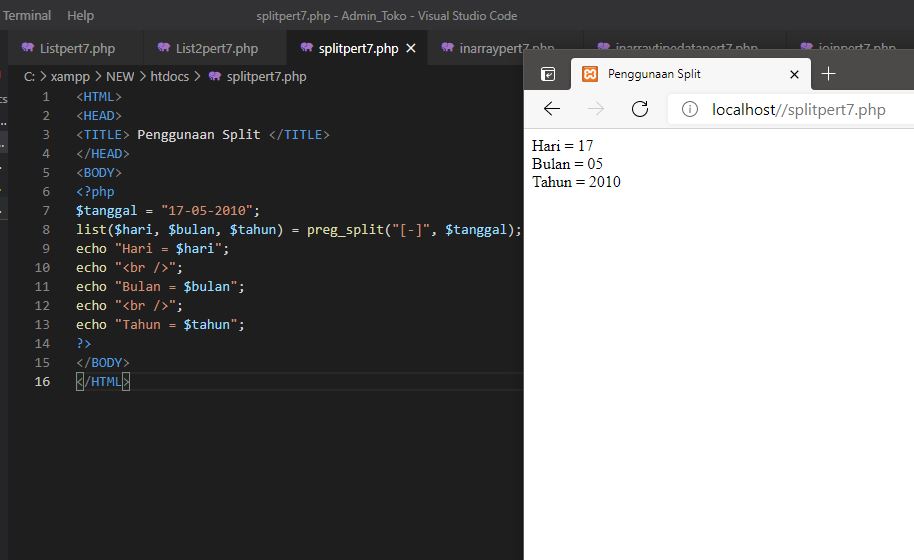 Terminal Help splitpert7.php - Admin_Toko - Visual Studio Code
Listpert7.php List2pert7.php splitpert7.php inarraypert7.php inarraytipedatapert7.php joinpert7.php
C: > xampp > NEW > htdocs > splitpert7.php
1 <HTML>
2 <HEAD>
3 <TITLE> Penggunaan Split </TITLE>
4 </HEAD>
5 <BODY>
6 <?php
7 $tanggal = "17-05-2010";
8 list($hari, $bulan, $tahun) = preg_split("[-]", $tanggal);
9 echo "Hari = $hari";
10 echo "<br />";
11 echo "Bulan = $bulan";
12 echo "<br />";
13 echo "Tahun = $tahun";
14 ?>
15 </BODY>
16 </HTML>
Penggunaan Split
localhost//splitpert7.php
Hari = 17
Bulan = 05
Tahun = 2010